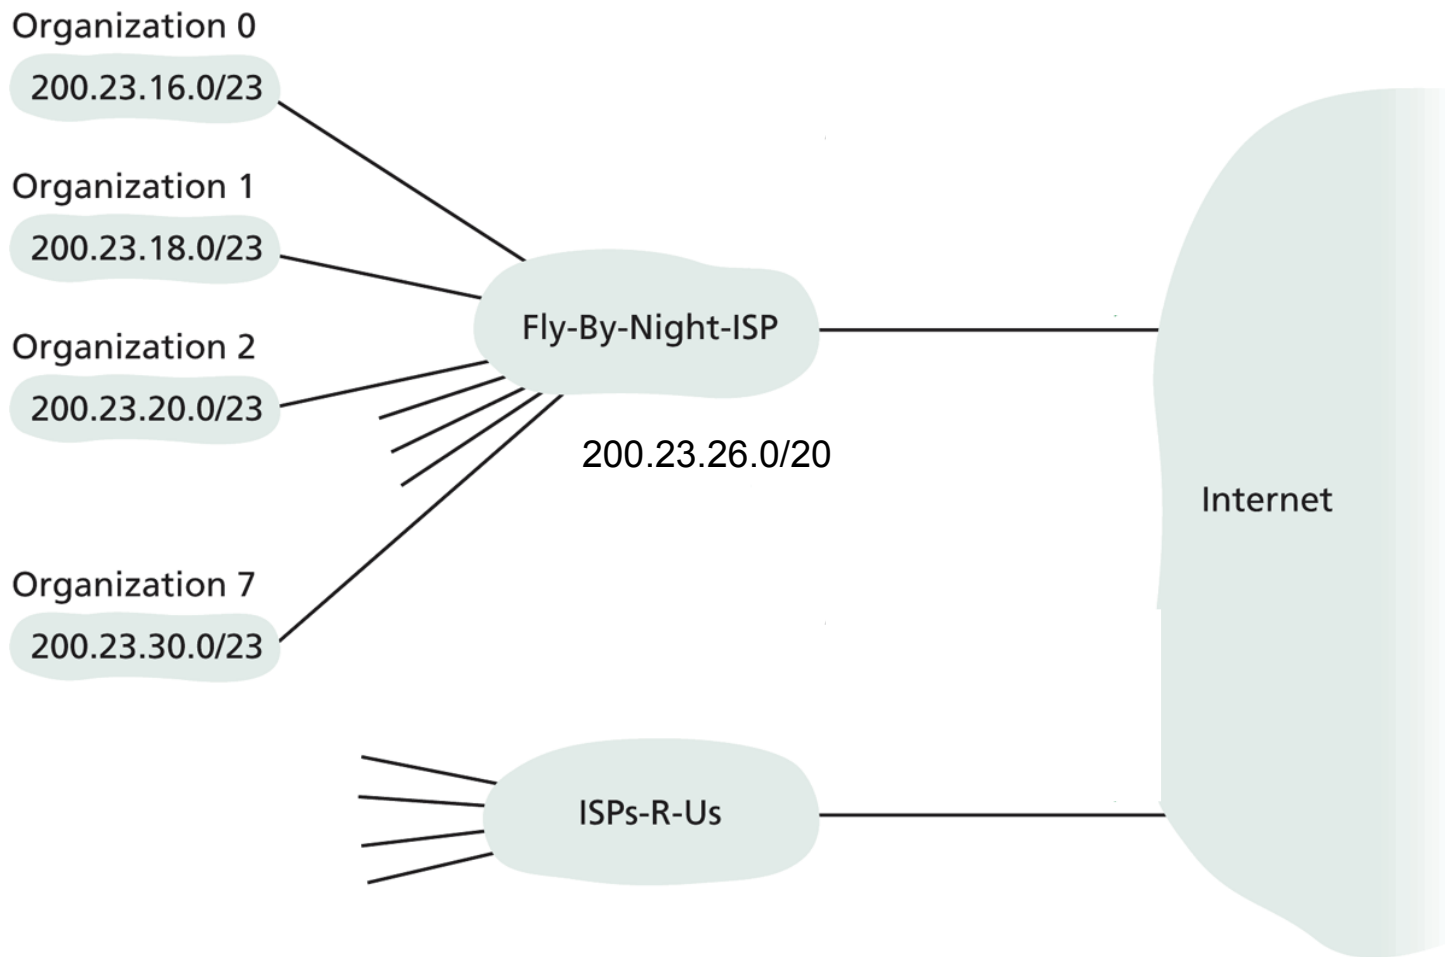 Organization 0
200.23.16.0/23
Organization 1
200.23.18.0/23
Organization 2
200.23.20.0/23
Organization 7
200.23.30.0/23
Fly-By-Night-ISP
200.23.26.0/20
ISPs-R-Us
Internet